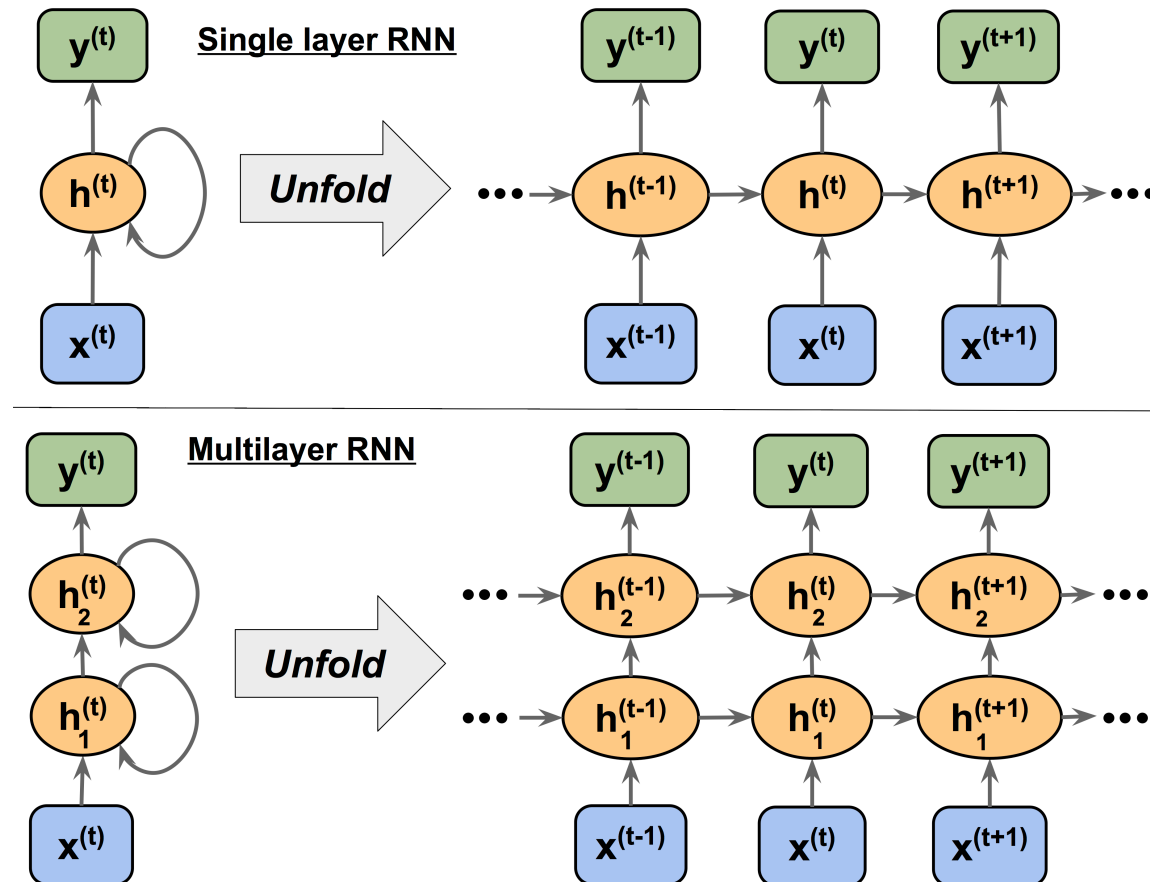 Single layer RNN
y(t)
h(t)
x(t)
Unfold
y(t-1) y(t) y(t+1)
••• h(t-1) h(t) h(t+1) •••
x(t-1) x(t) x(t+1)
Multilayer RNN
y(t)
h2(t)
h1(t)
x(t)
Unfold
y(t-1) y(t) y(t+1)
••• h2(t-1) h2(t) h2(t+1) •••
••• h1(t-1) h1(t) h1(t+1) •••
x(t-1) x(t) x(t+1)